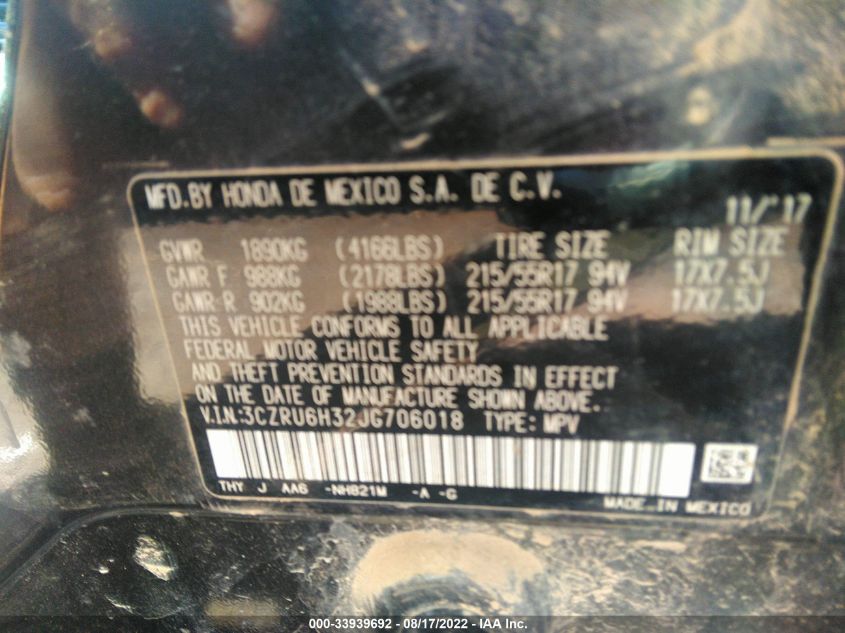 MFD.BY HONDA DE MEXICO S.A. DE C.V. 11/'17
GVWR 1890KG (4166LBS) TIRE SIZE RIM SIZE
GAWR F 988KG (2178LBS) 215/55R17 94V 17X7.5J
GAWR R 902KG (1988LBS) 215/55R17 94V 17X7.5J
THIS VEHICLE CONFORMS TO ALL APPLICABLE
FEDERAL MOTOR VEHICLE SAFETY
AND THEFT PREVENTION STANDARDS IN EFFECT
ON THE DATE OF MANUFACTURE SHOWN ABOVE.
V.I.N:3CZRU6H32JG706018 TYPE: MPV
THY J AA6 -NH821M -A -G MADE IN MEXICO
000-33939692 - 08/17/2022 - IAA Inc.